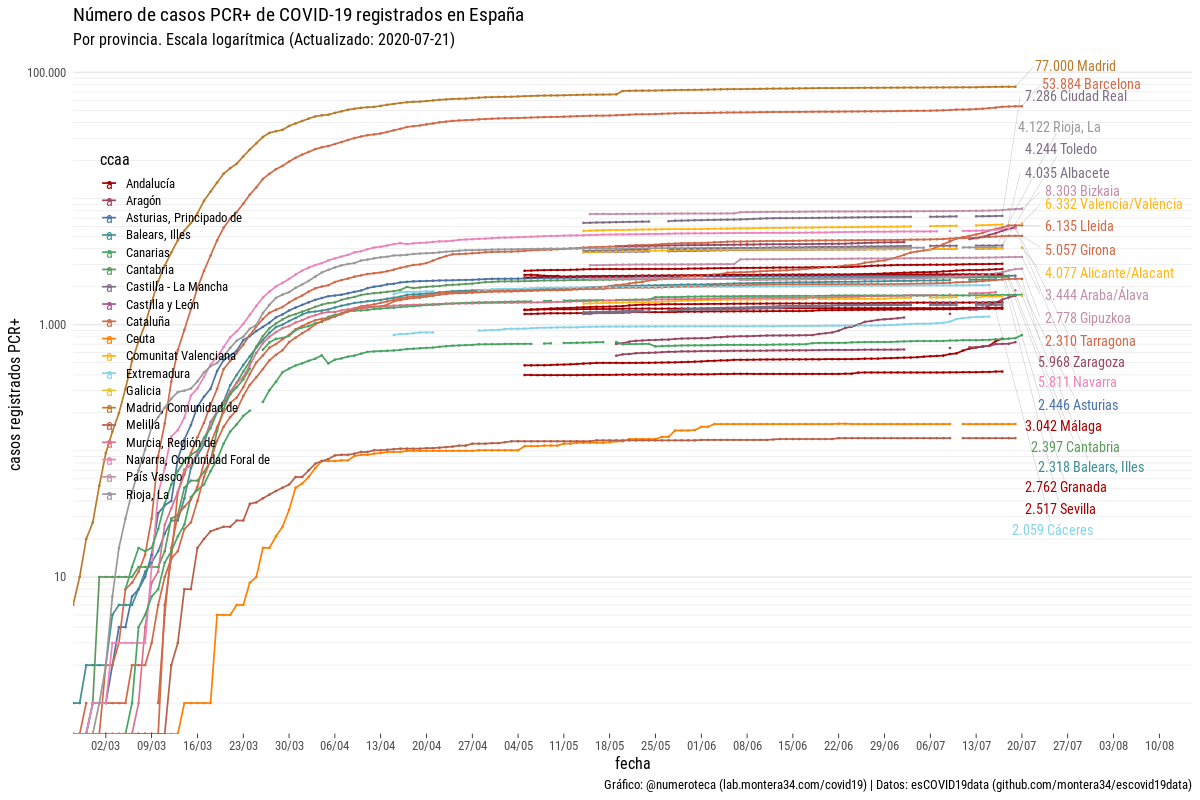 Número de casos PCR+ de COVID-19 registrados en España
Por provincia. Escala logarítmica (Actualizado: 2020-07-21)
casos registrados PCR+
100.000
1.000
10
ccaa
a Andalucía
a Aragón
a Asturias, Principado de
a Balears, Illes
a Canarias
a Cantabria
a Castilla - La Mancha
a Castilla y León
a Cataluña
a Ceuta
a Comunitat Valenciana
a Extremadura
a Galicia
a Madrid, Comunidad de
a Melilla
a Murcia, Región de
a Navarra, Comunidad Foral de
a País Vasco
a Rioja, La
77.000 Madrid
53.884 Barcelona
7.286 Ciudad Real
4.122 Rioja, La
4.244 Toledo
4.035 Albacete
8.303 Bizkaia
6.332 Valencia/València
6.135 Lleida
5.057 Girona
4.077 Alicante/Alacant
3.444 Araba/Álava
2.778 Gipuzkoa
2.310 Tarragona
5.968 Zaragoza
5.811 Navarra
2.446 Asturias
3.042 Málaga
2.397 Cantabria
2.318 Balears, Illes
2.762 Granada
2.517 Sevilla
2.059 Cáceres
02/03 09/03 16/03 23/03 30/03 06/04 13/04 20/04 27/04 04/05 11/05 18/05 25/05 01/06 08/06 15/06 22/06 29/06 06/07 13/07 20/07 27/07 03/08 10/08
fecha
Gráfico: @numeroteca (lab.montera34.com/covid19) | Datos: esCOVID19data (github.com/montera34/escovid19data)